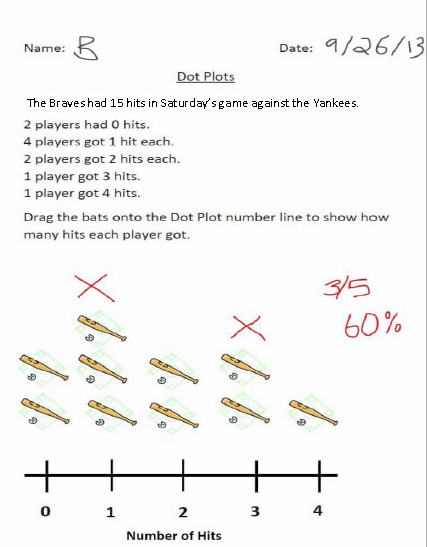 Name: B Date: 9/26/13
Dot Plots
The Braves had 15 hits in Saturday's game against the Yankees.
2 players had 0 hits.
4 players got 1 hit each.
2 players got 2 hits each.
1 player got 3 hits.
1 player got 4 hits.
Drag the bats onto the Dot Plot number line to show how
many hits each player got.
3/5
60%
0 1 2 3 4
Number of Hits